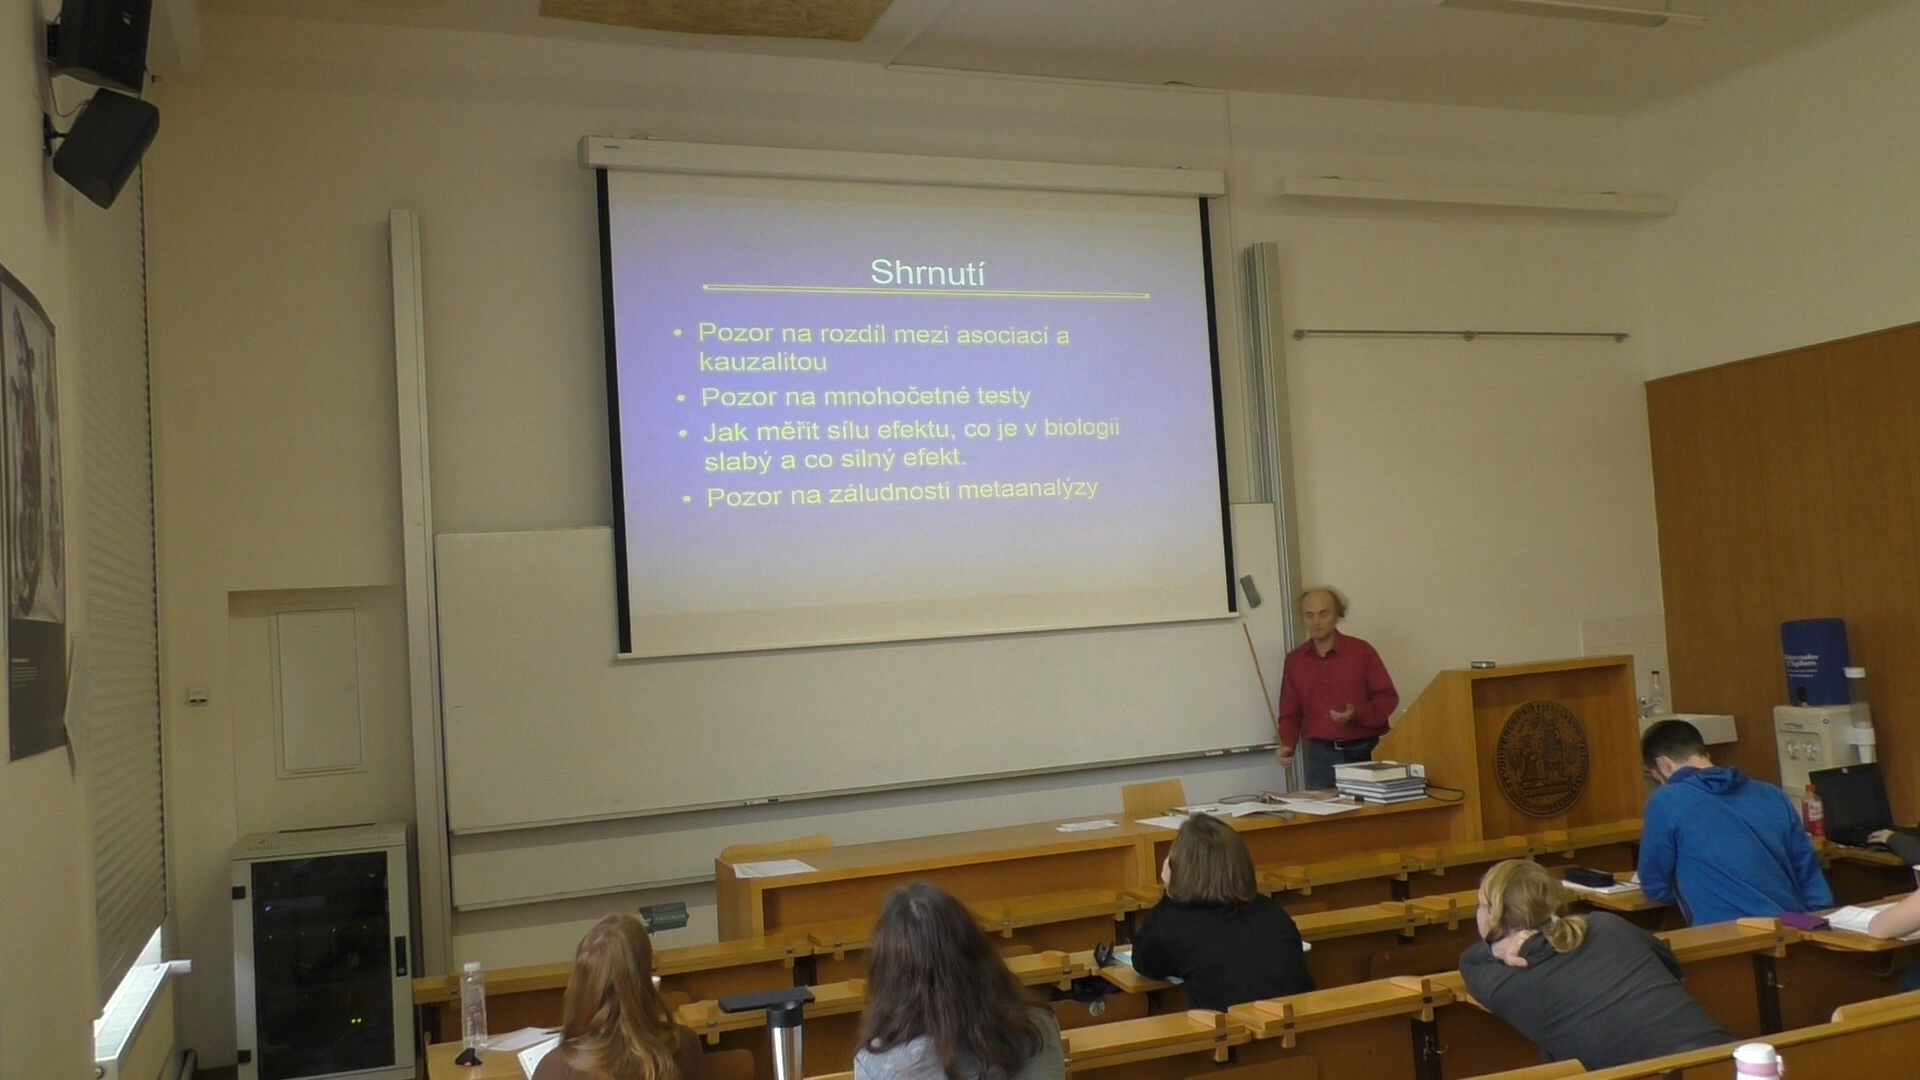 Shrnutí
• Pozor na rozdíl mezi asociací a
kauzalitou
• Pozor na mnohočetné testy
• Jak měřit sílu efektu, co je v biologii
slabý a co silný efekt.
• Pozor na záludnosti metaanalýzy